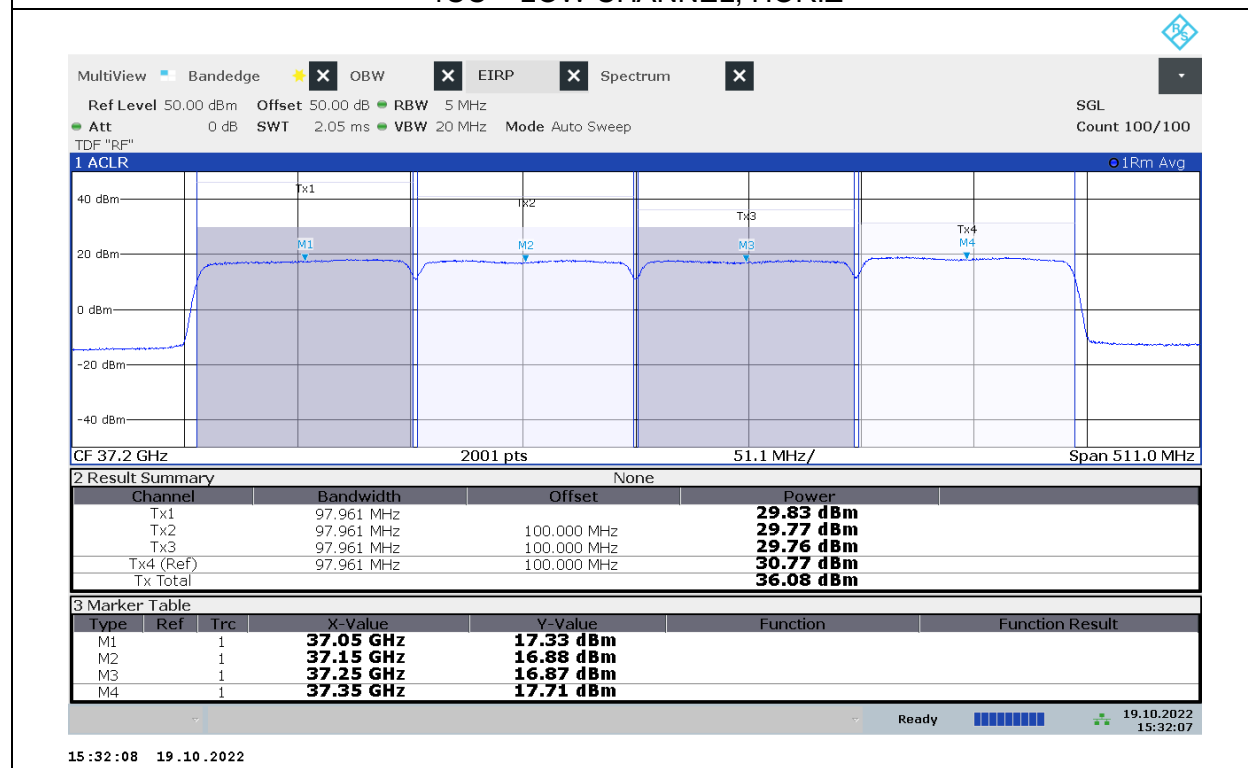 MultiView Bandedge OBW EIRP Spectrum
Ref Level 50.00 dBm Offset 50.00 dB RBW 5 MHz SGL
Att 0 dB SWT 2.05 ms VBW 20 MHz Mode Auto Sweep Count 100/100
TDF "RF"
1 ACLR 1Rm Avg
Tx1
40 dBm
Tx2
Tx3
Tx4
M1 M2 M3 M4
20 dBm
0 dBm
-20 dBm
-40 dBm
CF 37.2 GHz 2001 pts 51.1 MHz/ Span 511.0 MHz
2 Result Summary None
Channel Bandwidth Offset Power
Tx1 97.961 MHz 29.83 dBm
Tx2 97.961 MHz 100.000 MHz 29.77 dBm
Tx3 97.961 MHz 100.000 MHz 29.76 dBm
Tx4 (Ref) 97.961 MHz 100.000 MHz 30.77 dBm
Tx Total 36.08 dBm
3 Marker Table
Type Ref Trc X-Value Y-Value Function Function Result
M1 1 37.05 GHz 17.33 dBm
M2 1 37.15 GHz 16.88 dBm
M3 1 37.25 GHz 16.87 dBm
M4 1 37.35 GHz 17.71 dBm
Ready 19.10.2022
15:32:07
15:32:08 19.10.2022